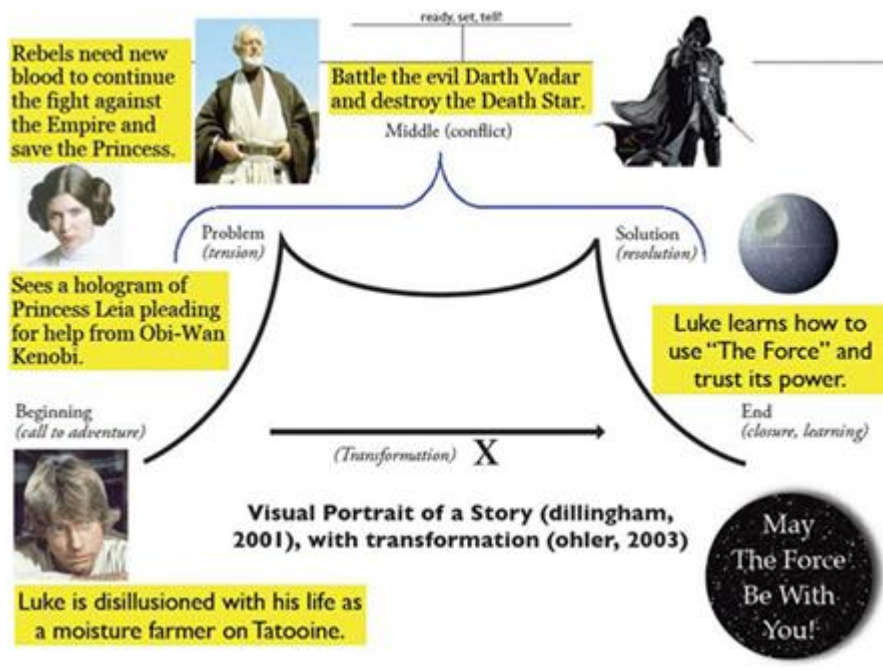 ready, set, tell!
Rebels need new
blood to continue
the fight against
the Empire and
save the Princess.
Battle the evil Darth Vadar
and destroy the Death Star.
Middle (conflict)
Problem
(tension)
Solution
(resolution)
Sees a hologram of
Princess Leia pleading
for help from Obi-Wan
Kenobi.
Luke learns how to
use “The Force” and
trust its power.
Beginning
(call to adventure)
End
(closure, learning)
(Transformation) X
Visual Portrait of a Story (dillingham,
2001), with transformation (ohler, 2003)
May
The Force
Be With
You!
Luke is disillusioned with his life as
a moisture farmer on Tatooine.